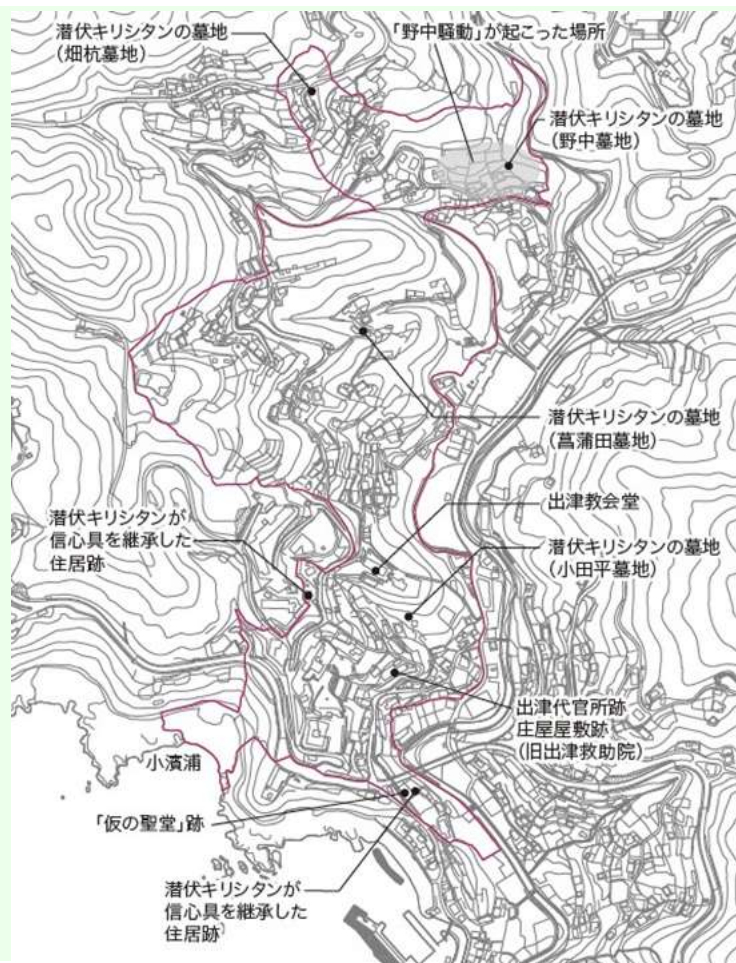 潜伏キリシタンの墓地
(畑杭墓地)
「野中騒動」が起こった場所
潜伏キリシタンの墓地
(野中墓地)
潜伏キリシタンの墓地
(菖蒲田墓地)
出津教会堂
潜伏キリシタンが
信心具を継承した
住居跡
潜伏キリシタンの墓地
(小田平墓地)
出津代官所跡
庄屋屋敷跡
(旧出津救助院)
小濱浦
「仮の聖堂」跡
潜伏キリシタンが
信心具を継承した
住居跡